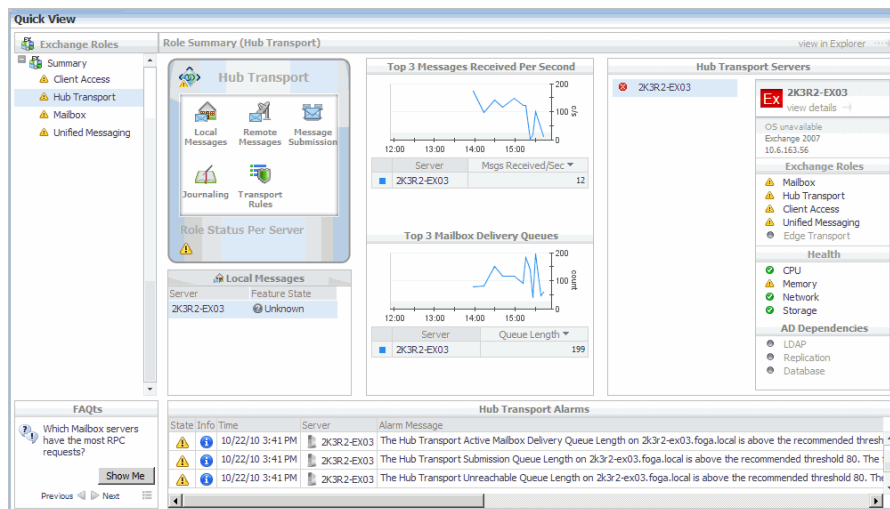 Quick View
Exchange Roles
Summary
Client Access
Hub Transport
Mailbox
Unified Messaging
Role Summary (Hub Transport)
view in Explorer
Hub Transport
Local Messages
Remote Messages
Message Submission
Journaling
Transport Rules
Role Status Per Server
Local Messages
Server Feature State
2K3R2-EX03 Unknown
Top 3 Messages Received Per Second
200
100
0
c/s
12:00 13:00 14:00 15:00
Server Msgs Received/Sec
2K3R2-EX03 12
Top 3 Mailbox Delivery Queues
200
100
0
count
12:00 13:00 14:00 15:00
Server Queue Length
2K3R2-EX03 199
Hub Transport Servers
2K3R2-EX03
Ex
2K3R2-EX03
view details
OS unavailable
Exchange 2007
10.6.163.56
Exchange Roles
Mailbox
Hub Transport
Client Access
Unified Messaging
Edge Transport
Health
CPU
Memory
Network
Storage
AD Dependencies
LDAP
Replication
Database
FAQts
Which Mailbox servers
have the most RPC
requests?
Show Me
Previous Next
Hub Transport Alarms
State Info Time Server Alarm Message
10/22/10 3:41 PM 2K3R2-EX03 The Hub Transport Active Mailbox Delivery Queue Length on 2k3r2-ex03.foga.local is above the recommended thresh
10/22/10 3:41 PM 2K3R2-EX03 The Hub Transport Submission Queue Length on 2k3r2-ex03.foga.local is above the recommended threshold 80. The
10/22/10 3:41 PM 2K3R2-EX03 The Hub Transport Unreachable Queue Length on 2k3r2-ex03.foga.local is above the recommended threshold 80. The